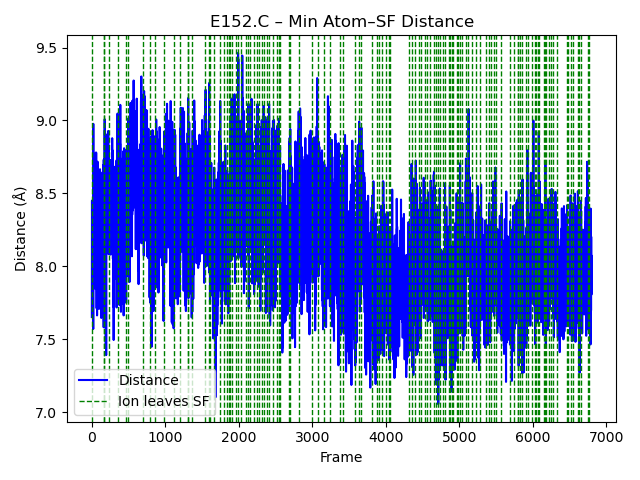 E152.C – Min Atom–SF Distance
Distance (Å)
9.5
9.0
8.5
8.0
7.5
7.0
Distance
Ion leaves SF
0
1000
2000
3000
4000
5000
6000
7000
Frame